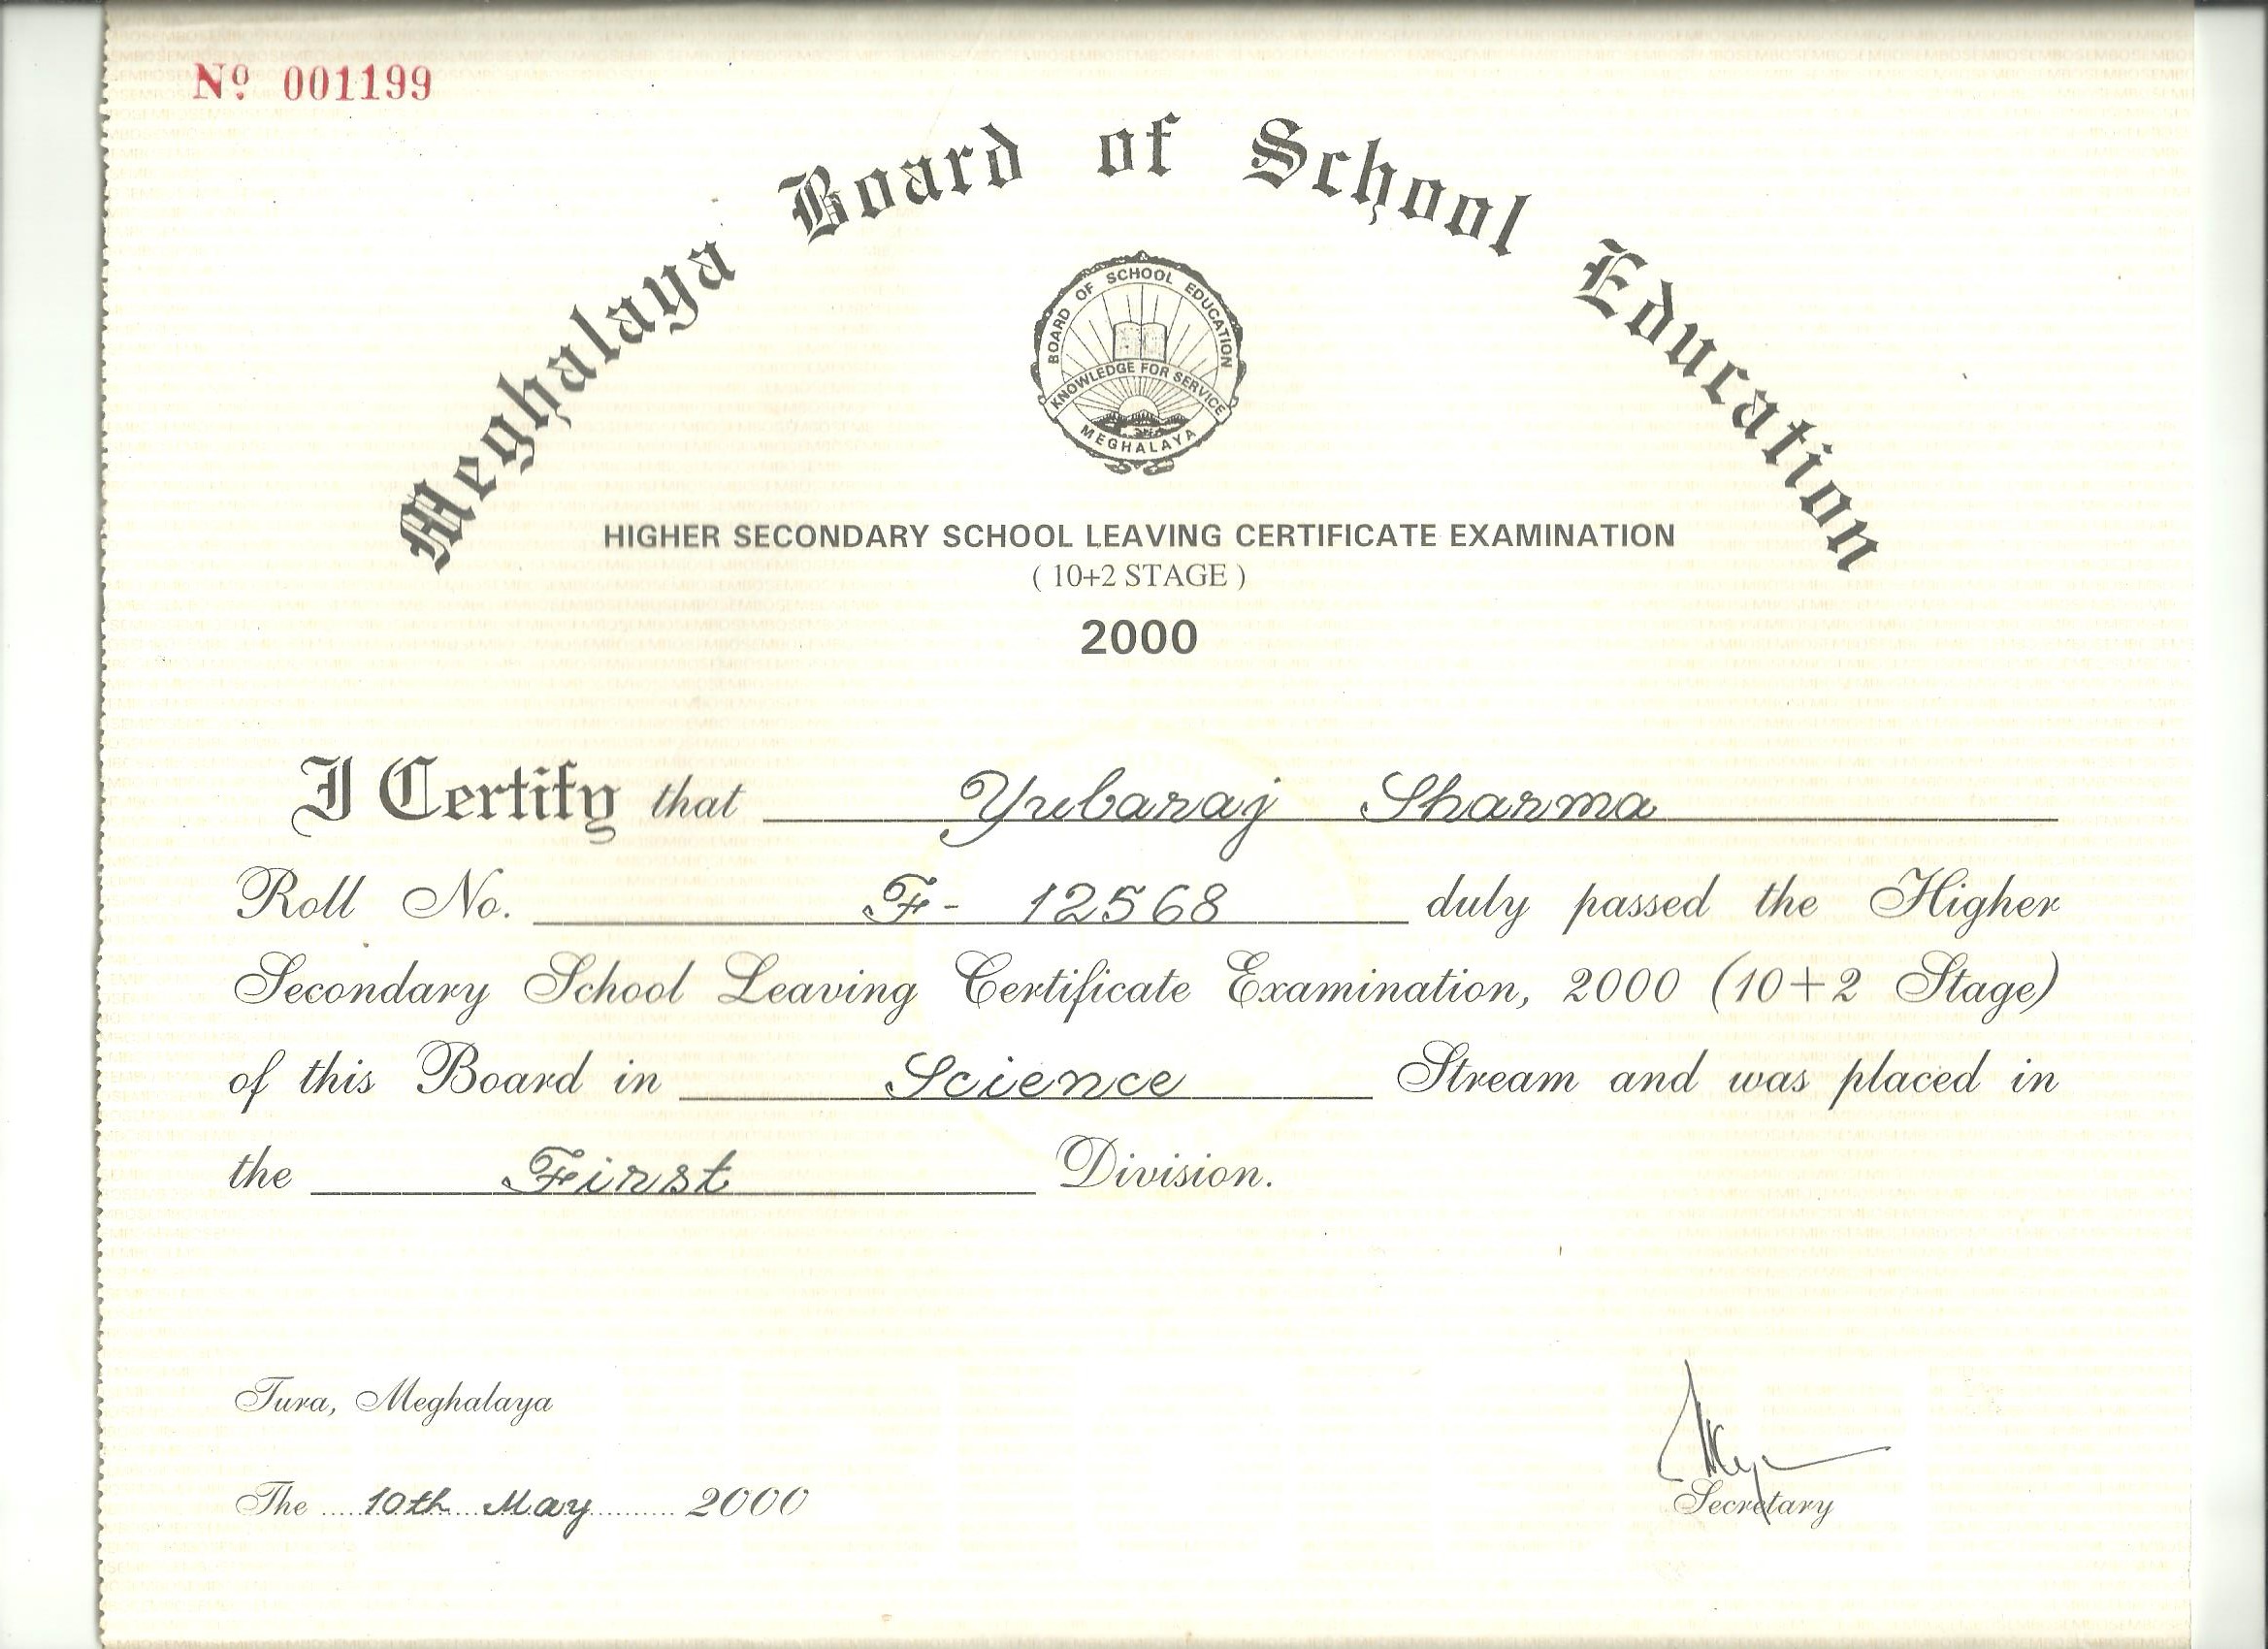 Nº 001199
Meghalaya Board of School Education
BOARD OF SCHOOL EDUCATION
KNOWLEDGE FOR SERVICE
MEGHALAYA
HIGHER SECONDARY SCHOOL LEAVING CERTIFICATE EXAMINATION
( 10+2 STAGE )
2000
I Certify that Yubaraj Sharma
Roll No. F- 12568 duly passed the Higher
Secondary School Leaving Certificate Examination, 2000 (10+2 Stage)
of this Board in Science Stream and was placed in
the First Division.
Tura, Meghalaya
The 10th May 2000
Secretary